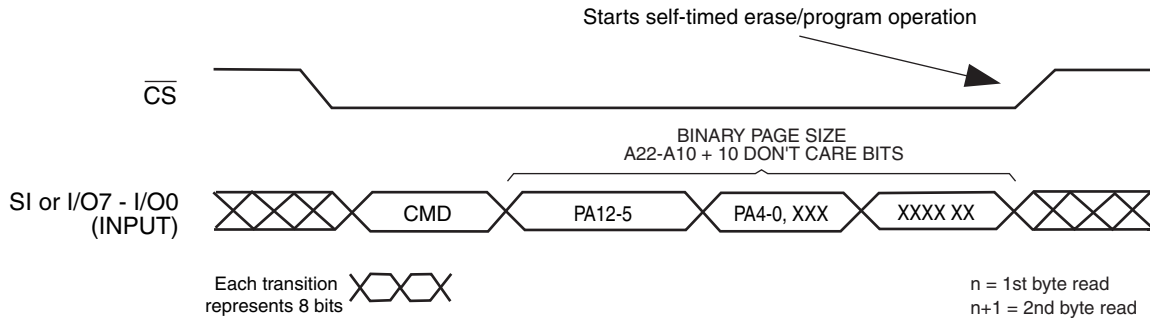 Starts self-timed erase/program operation
CS
BINARY PAGE SIZE
A22-A10 + 10 DON'T CARE BITS
SI or I/O7 - I/O0
(INPUT)
CMD
PA12-5
PA4-0, XXX
XXXX XX
Each transition
represents 8 bits
n = 1st byte read
n+1 = 2nd byte read